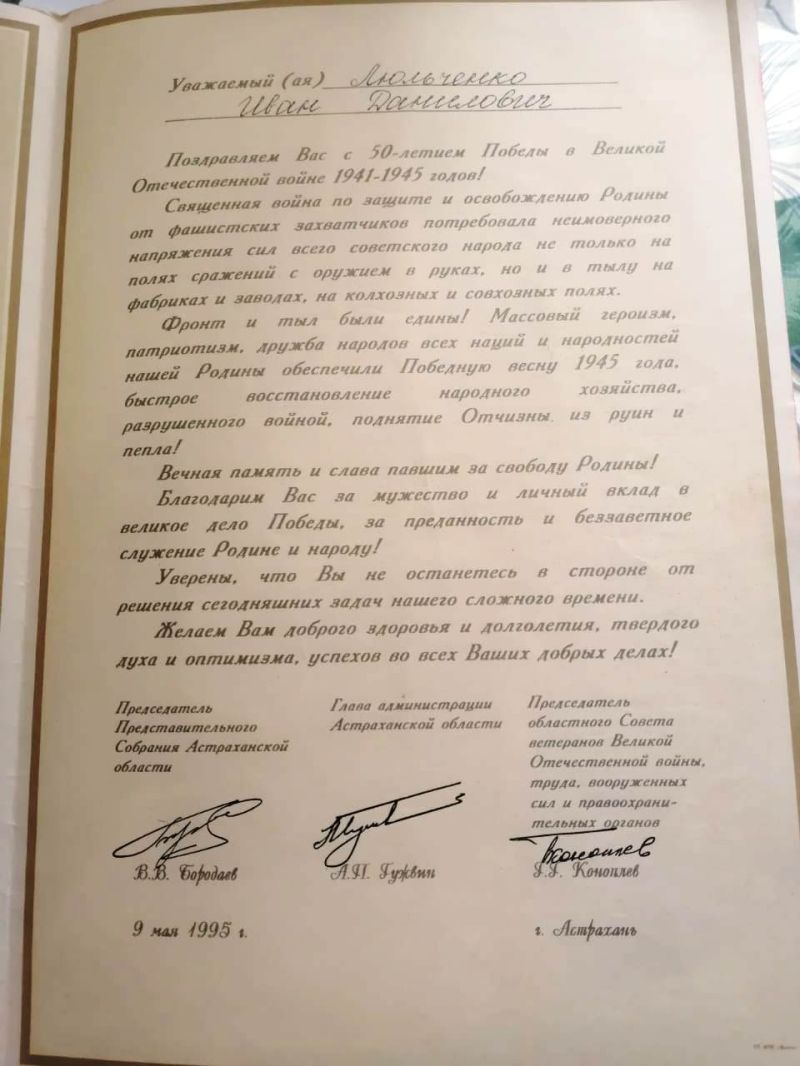 Уважаемый (ая) Люльченко
Иван Данилович
Поздравляем Вас с 50-летием Победы в Великой
Отечественной войне 1941-1945 годов!
Священная война по защите и освобождению Родины
от фашистских захватчиков потребовала неимоверного
напряжения сил всего советского народа не только на
полях сражений с оружием в руках, но и в тылу на
фабриках и заводах, на колхозных и совхозных полях.
Фронт и тыл были едины! Массовый героизм,
патриотизм, дружба народов всех наций и народностей
нашей Родины обеспечили Победную весну 1945 года,
быстрое восстановление народного хозяйства,
разрушенного войной, поднятие Отчизны из руин и
пепла!
Вечная память и слава павшим за свободу Родины!
Благодарим Вас за мужество и личный вклад в
великое дело Победы, за преданность и беззаветное
служение Родине и народу!
Уверены, что Вы не останетесь в стороне от
решения сегодняшних задач нашего сложного времени.
Желаем Вам доброго здоровья и долголетия, твердого
духа и оптимизма, успехов во всех Ваших добрых делах!
Председатель
Представительного
Собрания Астраханской
области
В.В. Бородаев
Глава администрации
Астраханской области
А.П. Гужвин
Председатель
областного Совета
ветеранов Великой
Отечественной войны,
труда, вооруженных
сил и правоохрани-
тельных органов
Г.Г. Коноплев
9 мая 1995 г.
г. Астрахань